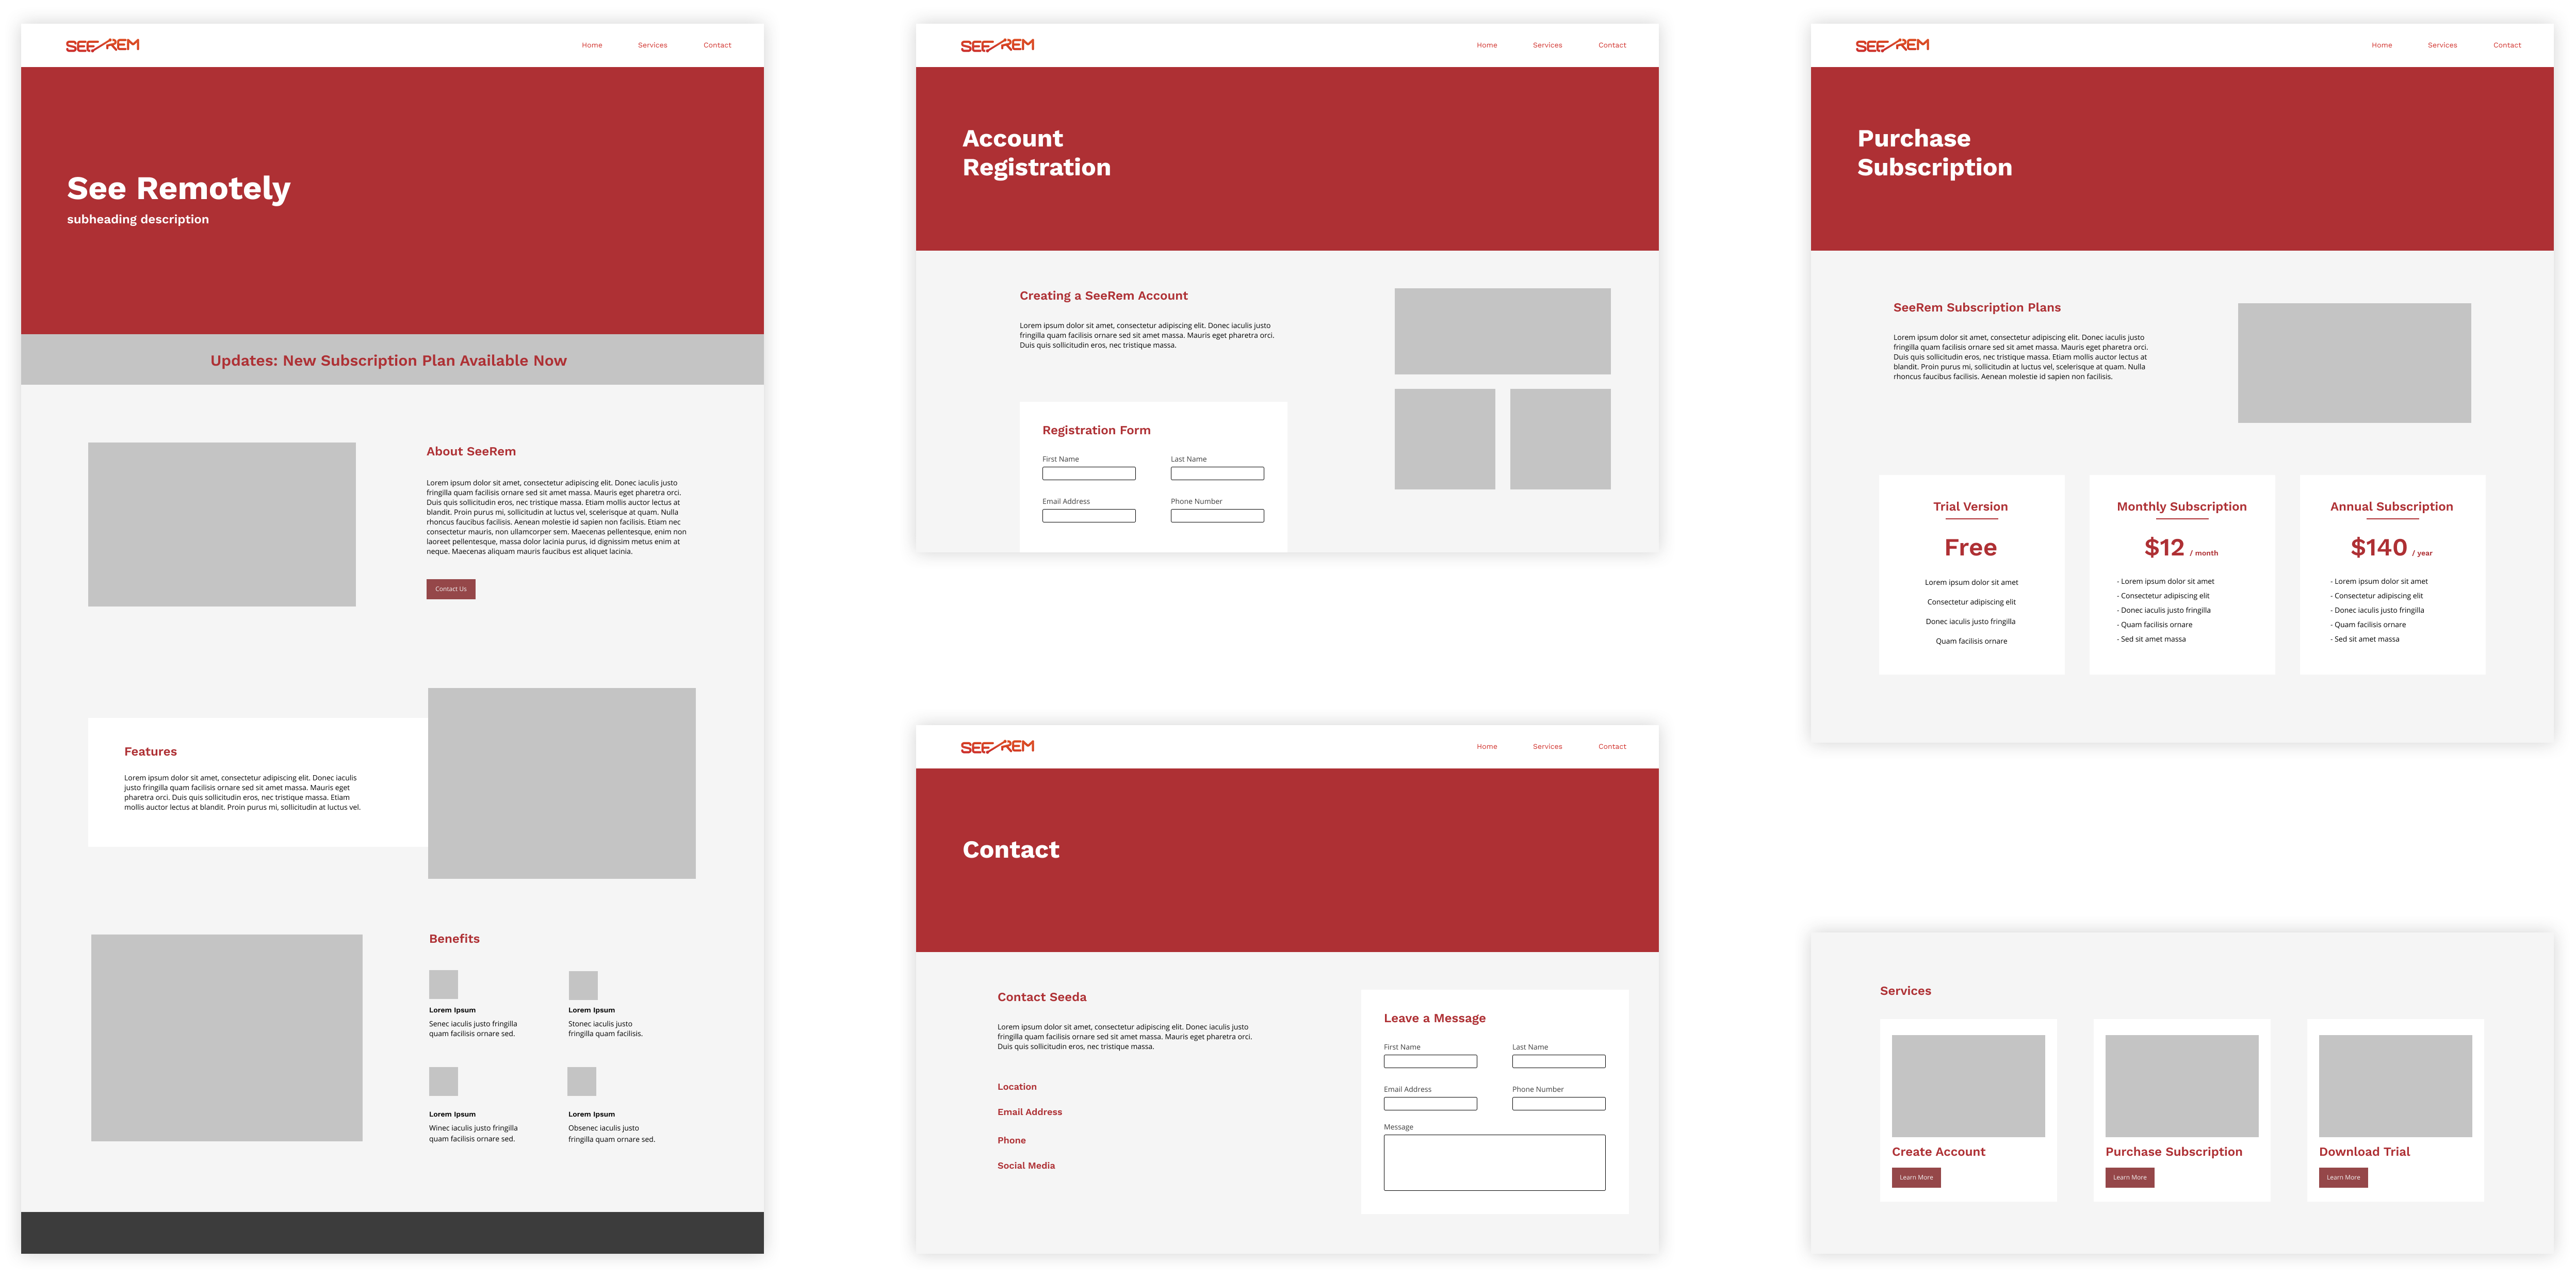 SEEREM
Home Services Contact
See Remotely
subheading description
Updates: New Subscription Plan Available Now
About SeeRem
Lorem ipsum dolor sit amet, consectetur adipiscing elit. Donec iaculis justo
fringilla quam facilisis ornare sed sit amet massa. Mauris eget pharetra orci.
Duis quis sollicitudin eros, nec tristique massa. Etiam mollis auctor lectus at
blandit. Proin purus mi, sollicitudin at luctus vel, scelerisque at quam. Nulla
rhoncus faucibus facilisis. Aenean molestie id sapien non facilisis. Etiam nec
consectetur mauris, non ullamcorper sem. Maecenas pellentesque, enim non
laoreet pellentesque, massa dolor lacinia purus, id dignissim metus enim at
neque. Maecenas aliquam mauris faucibus est aliquet lacinia.
Contact Us
Features
Lorem ipsum dolor sit amet, consectetur adipiscing elit. Donec iaculis
justo fringilla quam facilisis ornare sed sit amet massa. Mauris eget
pharetra orci. Duis quis sollicitudin eros, nec tristique massa. Etiam
mollis auctor lectus at blandit. Proin purus mi, sollicitudin at luctus vel.
Benefits
Lorem Ipsum
Senec iaculis justo fringilla
quam facilisis ornare sed.
Lorem Ipsum
Stonec iaculis justo
fringilla quam facilisis.
Lorem Ipsum
Winec iaculis justo fringilla
quam facilisis ornare sed.
Lorem Ipsum
Obsenec iaculis justo
fringilla quam ornare sed.
SEEREM
Home Services Contact
Account
Registration
Creating a SeeRem Account
Lorem ipsum dolor sit amet, consectetur adipiscing elit. Donec iaculis justo
fringilla quam facilisis ornare sed sit amet massa. Mauris eget pharetra orci.
Duis quis sollicitudin eros, nec tristique massa.
Registration Form
First Name Last Name
Email Address Phone Number
SEEREM
Home Services Contact
Contact
Contact Seeda
Lorem ipsum dolor sit amet, consectetur adipiscing elit. Donec iaculis justo
fringilla quam facilisis ornare sed sit amet massa. Mauris eget pharetra orci.
Duis quis sollicitudin eros, nec tristique massa.
Location
Email Address
Phone
Social Media
Leave a Message
First Name Last Name
Email Address Phone Number
Message
SEEREM
Home Services Contact
Purchase
Subscription
SeeRem Subscription Plans
Lorem ipsum dolor sit amet, consectetur adipiscing elit. Donec iaculis justo
fringilla quam facilisis ornare sed sit amet massa. Mauris eget pharetra orci.
Duis quis sollicitudin eros, nec tristique massa. Etiam mollis auctor lectus at
blandit. Proin purus mi, sollicitudin at luctus vel, scelerisque at quam. Nulla
rhoncus faucibus facilisis. Aenean molestie id sapien non facilisis.
Trial Version
Free
Lorem ipsum dolor sit amet
Consectetur adipiscing elit
Donec iaculis justo fringilla
Quam facilisis ornare
Monthly Subscription
$12 / month
- Lorem ipsum dolor sit amet
- Consectetur adipiscing elit
- Donec iaculis justo fringilla
- Quam facilisis ornare
- Sed sit amet massa
Annual Subscription
$140 / year
- Lorem ipsum dolor sit amet
- Consectetur adipiscing elit
- Donec iaculis justo fringilla
- Quam facilisis ornare
- Sed sit amet massa
Services
Create Account
Learn More
Purchase Subscription
Learn More
Download Trial
Learn More